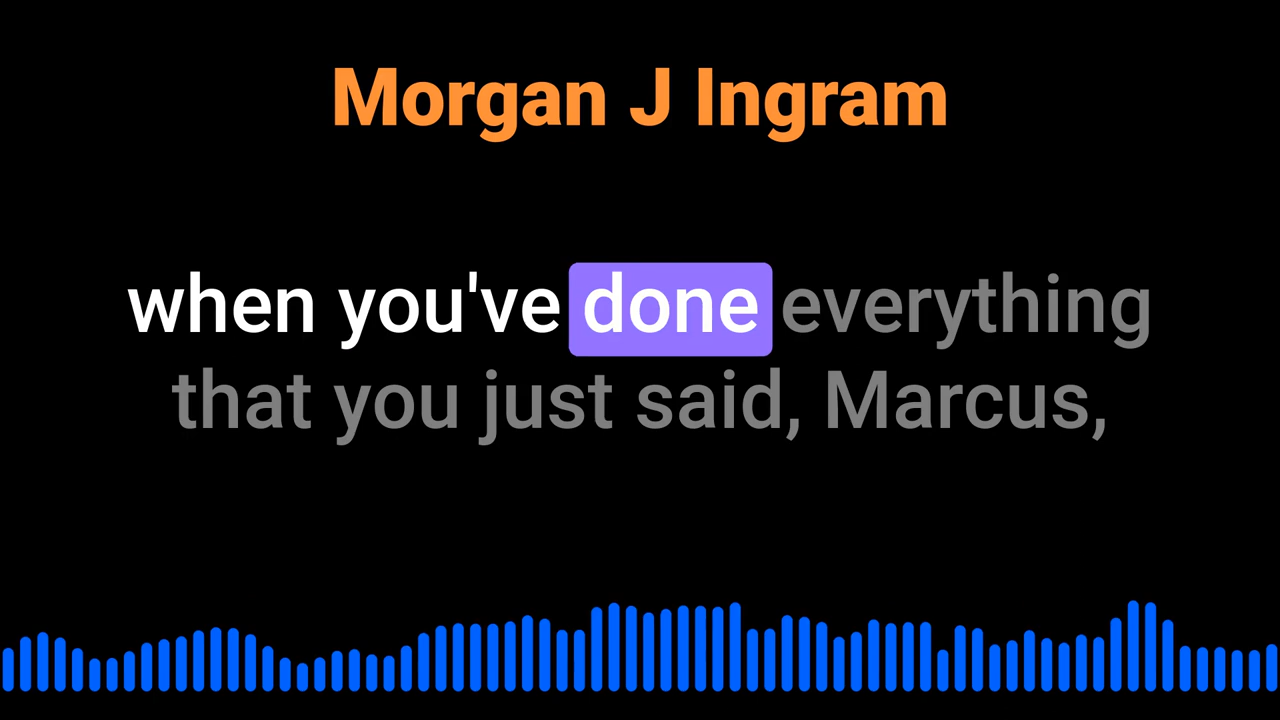 Morgan J Ingram
when you've done everything
that you just said, Marcus,